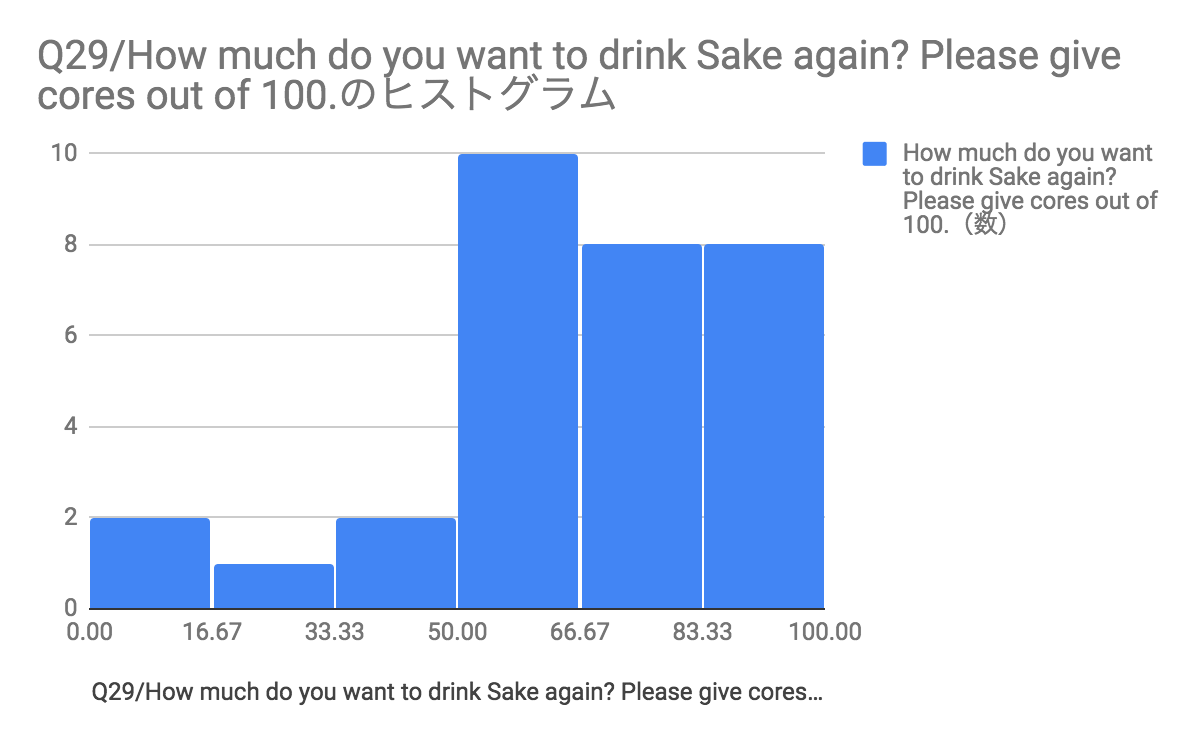 Q29/How much do you want to drink Sake again? Please give
cores out of 100.のヒストグラム
10
8
6
4
2
0
0.00 16.67 33.33 50.00 66.67 83.33 100.00
Q29/How much do you want to drink Sake again? Please give cores...
How much do you want
to drink Sake again?
Please give cores out of
100.（数）